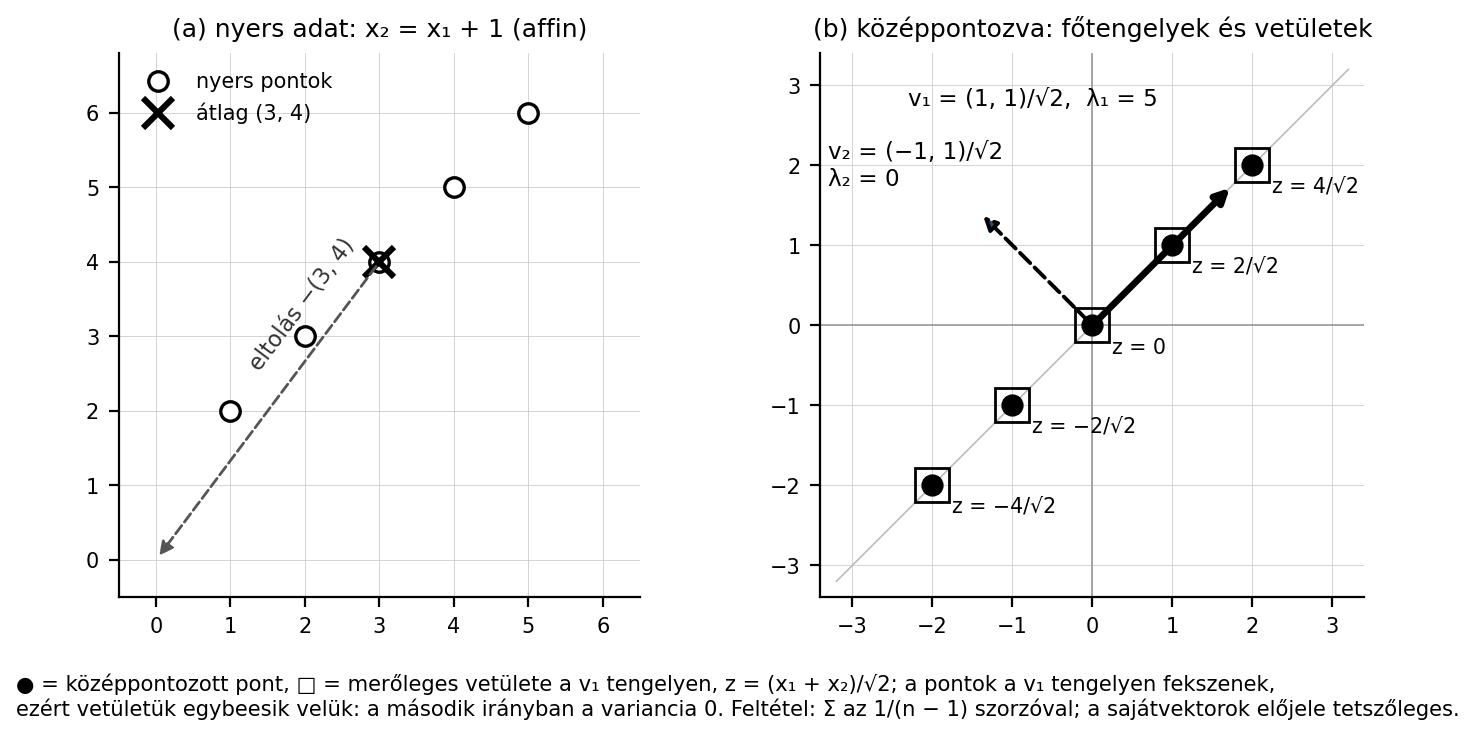 (a) nyers adat: x₂ = x₁ + 1 (affin)
nyers pontok
átlag (3, 4)
eltolás −(3, 4)
6
5
4
3
2
1
0
0 1 2 3 4 5 6
(b) középpontozva: főtengelyek és vetületek
v₁ = (1, 1)/√2, λ₁ = 5
v₂ = (−1, 1)/√2
λ₂ = 0
z = 4/√2
z = 2/√2
z = 0
z = −2/√2
z = −4/√2
3
2
1
0
−1
−2
−3
−3 −2 −1 0 1 2 3
● = középpontozott pont, □ = merőleges vetülete a v₁ tengelyen, z = (x₁ + x₂)/√2; a pontok a v₁ tengelyen fekszenek,
ezért vetületük egybeesik velük: a második irányban a variancia 0. Feltétel: Σ az 1/(n − 1) szorzóval; a sajátvektorok előjele tetszőleges.